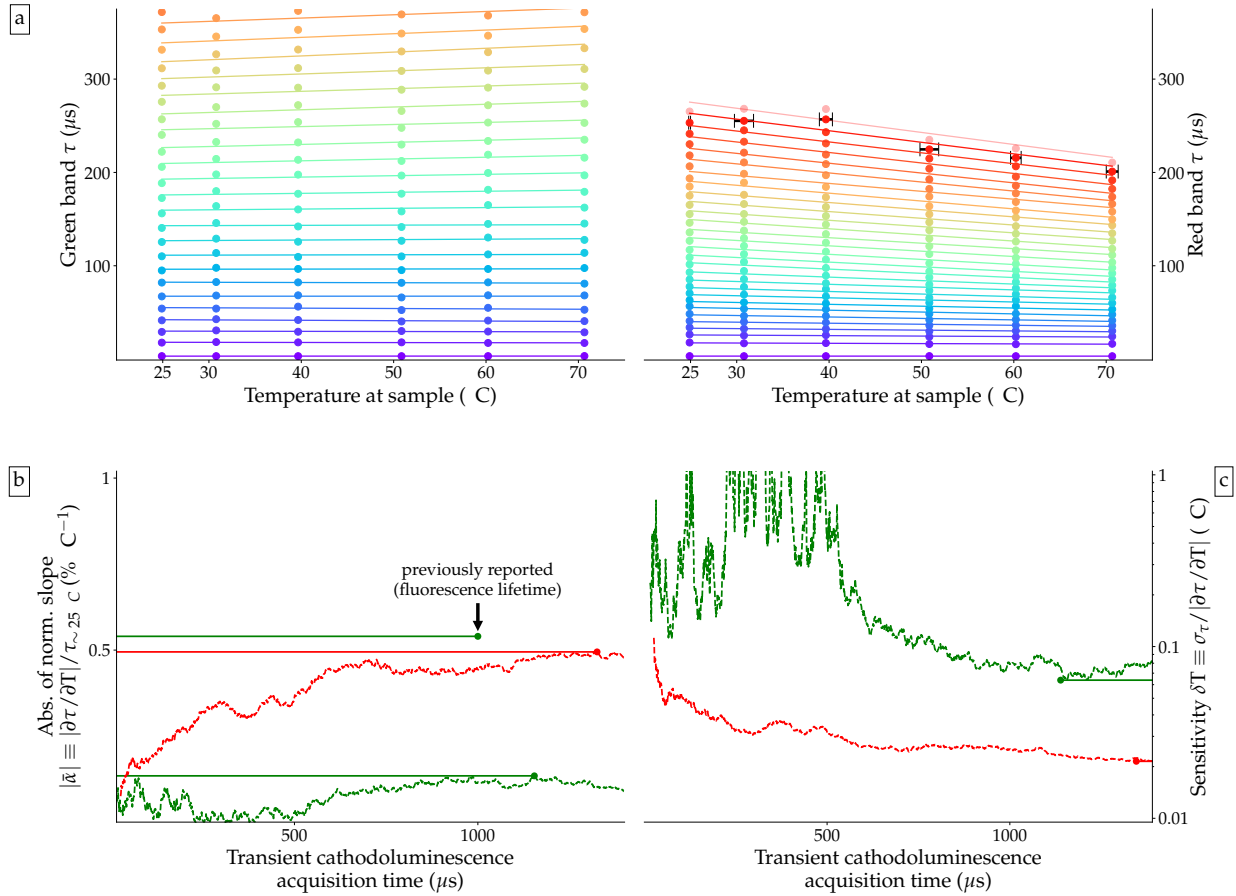 a
Green band τ (μs)
300
200
100
25
30
40
50
60
70
Temperature at sample ( C)
25
30
40
50
60
70
Temperature at sample ( C)
300
200
100
Red band τ (μs)
b
Abs. of norm. slope
|ᾱ| ≡ |∂τ/∂T|/τ∼25 C (% C⁻¹)
1
0.5
previously reported
(fluorescence lifetime)
500
1000
Transient cathodoluminescence
acquisition time (μs)
c
1
0.1
0.01
Sensitivity δT ≡ στ/|∂τ/∂T| ( C)
500
1000
Transient cathodoluminescence
acquisition time (μs)